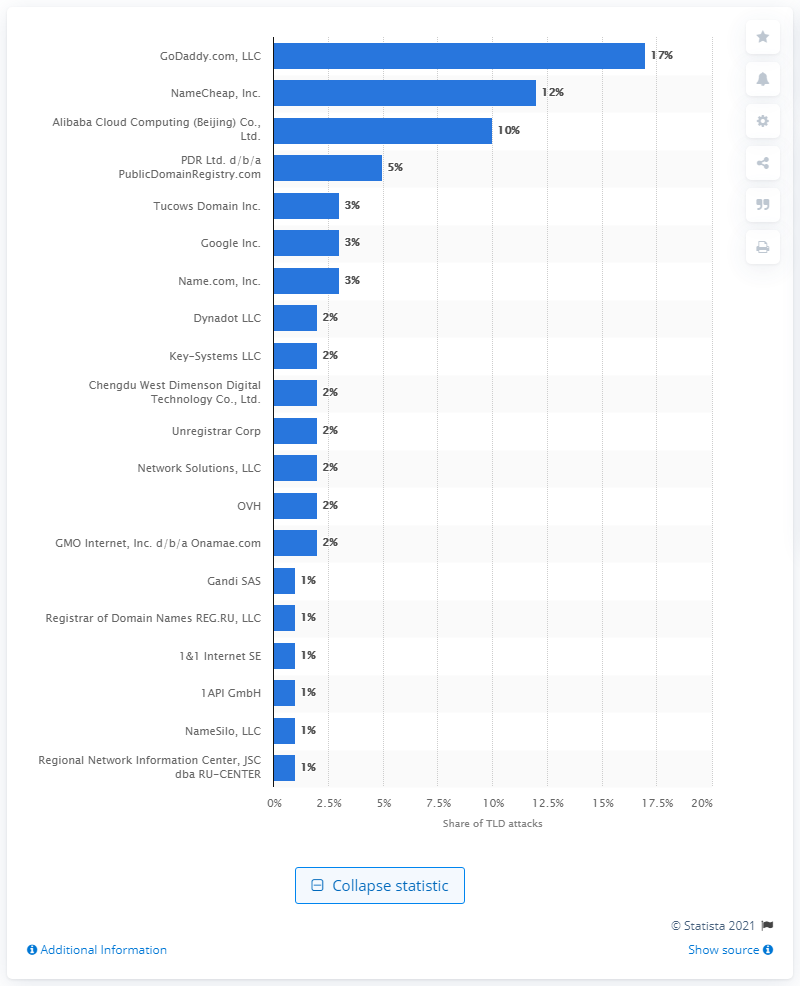 GoDaddy.com, LLC
17%
NameCheap, Inc.
12%
Alibaba Cloud Computing (Beijing) Co.,
Ltd.
10%
PDR Ltd. d/b/a
PublicDomainRegistry.com
5%
Tucows Domain Inc.
3%
Google Inc.
3%
Name.com, Inc.
3%
Dynadot LLC
2%
Key-Systems LLC
2%
Chengdu West Dimenson Digital
Technology Co., Ltd.
2%
Unregistrar Corp
2%
Network Solutions, LLC
2%
OVH
2%
GMO Internet, Inc. d/b/a Onamae.com
2%
Gandi SAS
1%
Registrar of Domain Names REG.RU, LLC
1%
1&1 Internet SE
1%
1API GmbH
1%
NameSilo, LLC
1%
Regional Network Information Center, JSC
dba RU-CENTER
1%
0% 2.5% 5% 7.5% 10% 12.5% 15% 17.5% 20%
Share of TLD attacks
Collapse statistic
© Statista 2021
Additional Information
Show source